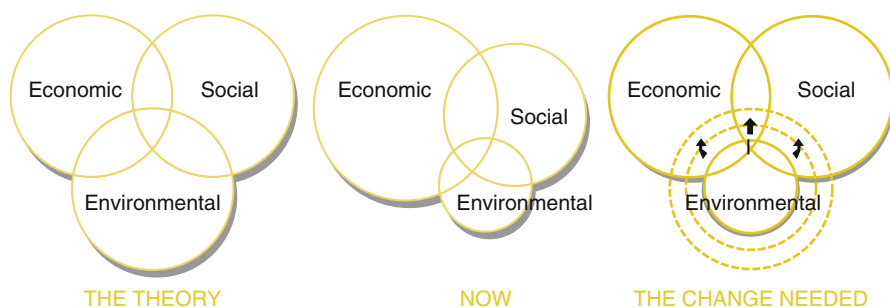 Economic Social
Environmental
THE THEORY
Economic
Social
Environmental
NOW
Economic Social
Environmental
THE CHANGE NEEDED